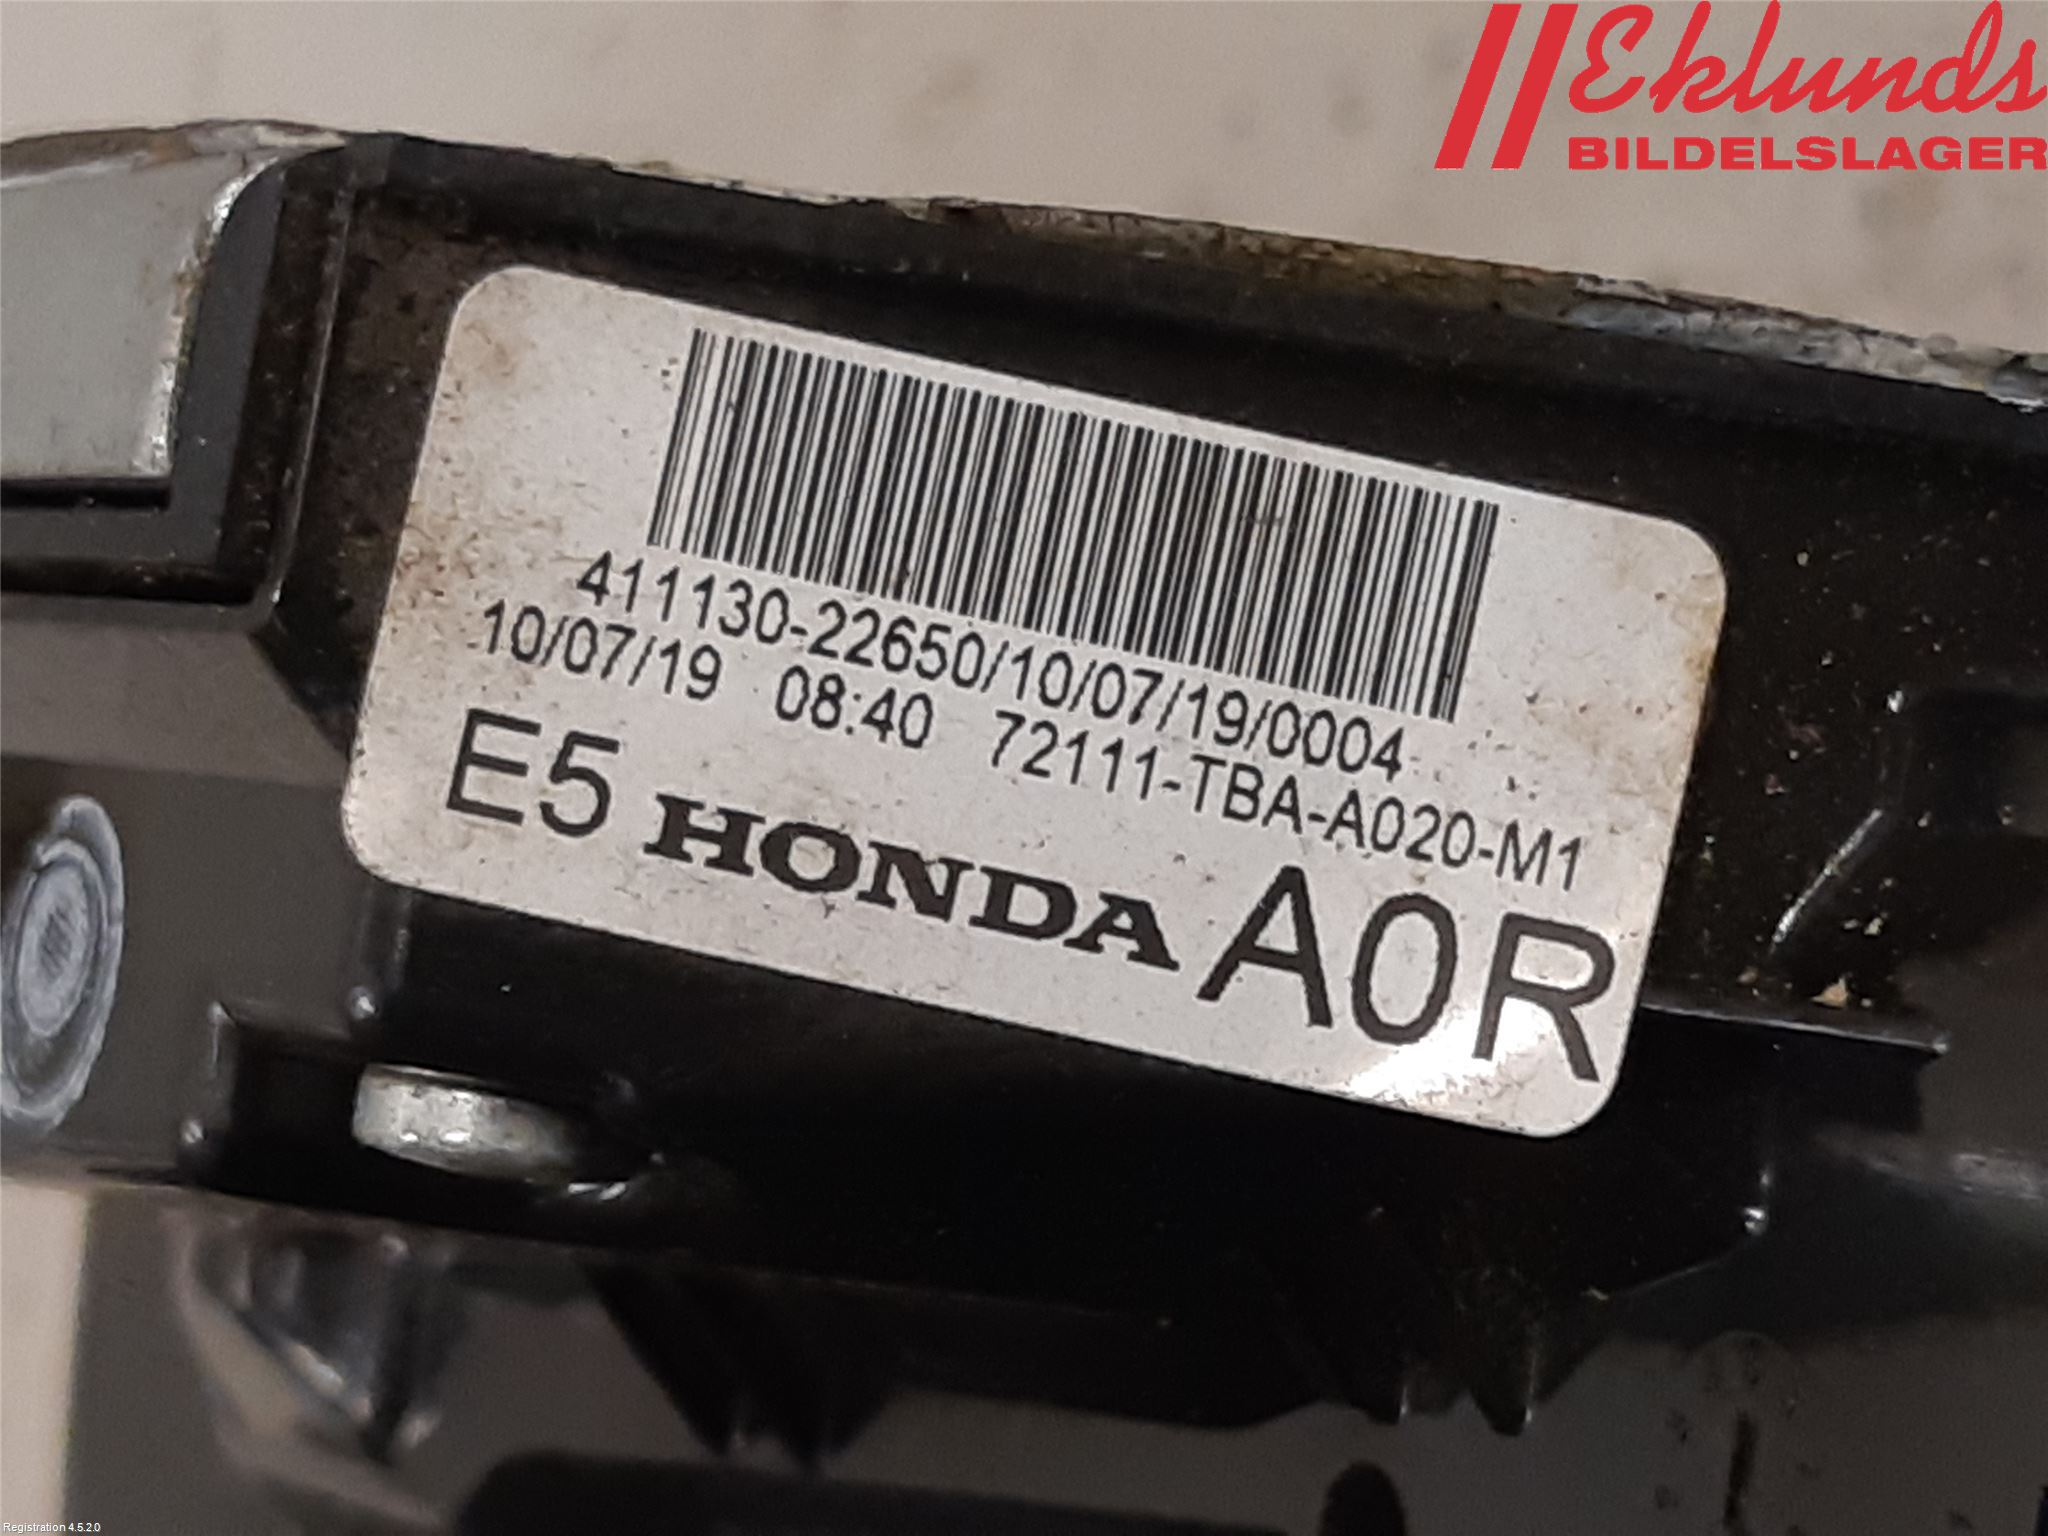 Eklunds
BILDELSLAGER
411130-22650/10/07/19/0004
10/07/19 08:40 72111-TBA-A020-M1
E5 HONDA A0R
Registration 4.5.2.0